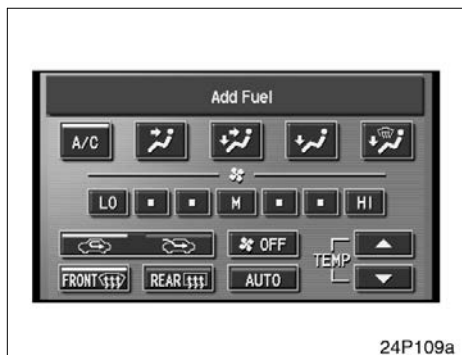 Add Fuel
A/C
LO M HI
OFF
TEMP
FRONT REAR AUTO
24P109a